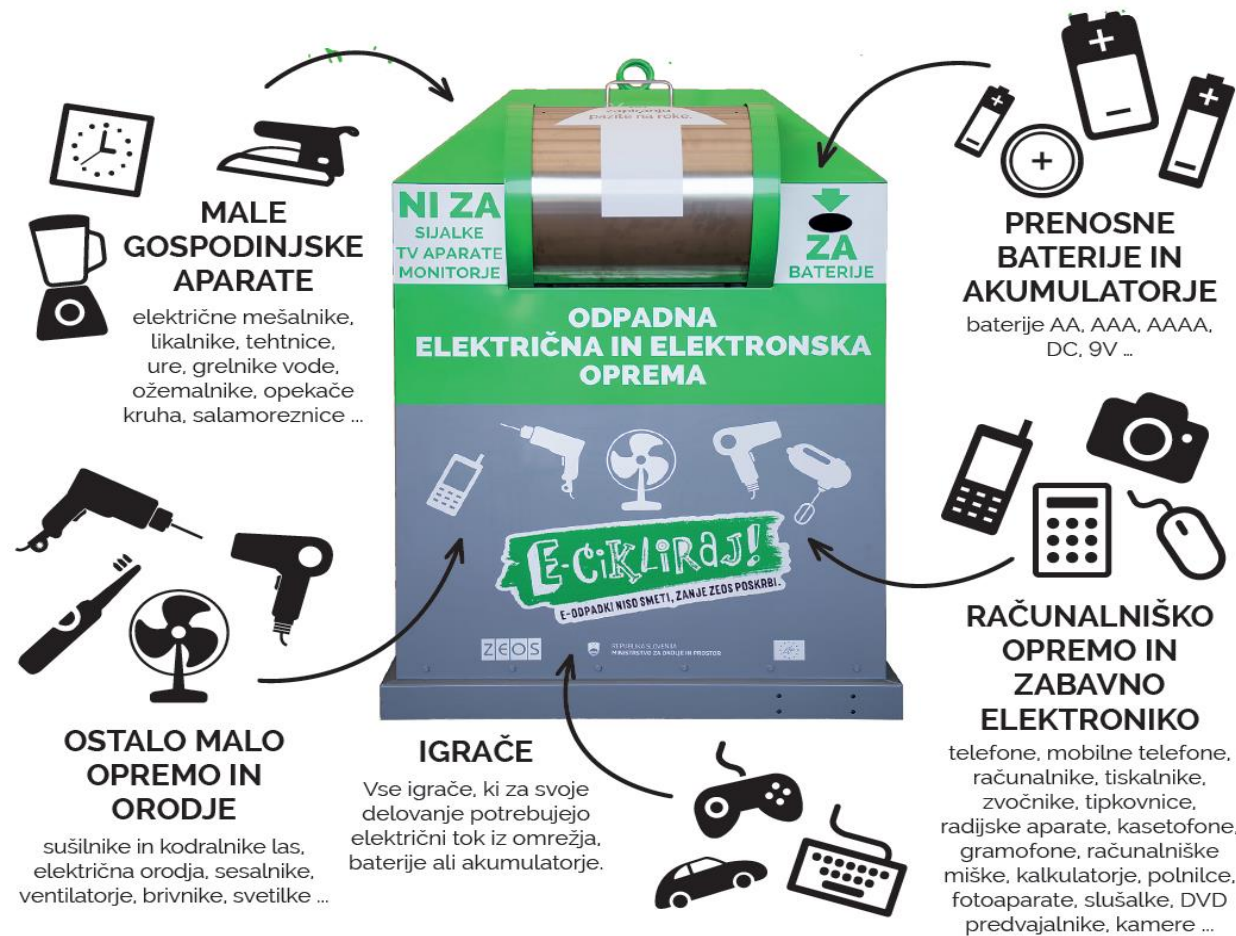 zapiranju
pazite na roke.
NI ZA
SIJALKE
TV APARATE
MONITORJE
ZA
BATERIJE
ODPADNA
ELEKTRIČNA IN ELEKTRONSKA
OPREMA
E-CIKLIRAJ!
E-ODPADKI NISO SMETI, ZANJE ZEOS POSKRBI.
ZEOS
REPUBLIKA SLOVENIJA
MINISTRSTVO ZA OKOLJE IN PROSTOR
MALE
GOSPODINJSKE
APARATE
električne mešalnike,
likalnike, tehtnice,
ure, grelnike vode,
ožemalnike, opekače
kruha, salamoreznice ...
PRENOSNE
BATERIJE IN
AKUMULATORJE
baterije AA, AAA, AAAA,
DC, 9V ...
OSTALO MALO
OPREMO IN
ORODJE
sušilnike in kodralnike las,
električna orodja, sesalnike,
ventilatorje, brivnike, svetilke ...
IGRAČE
Vse igrače, ki za svoje
delovanje potrebujejo
električni tok iz omrežja,
baterije ali akumulatorje.
RAČUNALNIŠKO
OPREMO IN
ZABAVNO
ELEKTRONIKO
telefone, mobilne telefone,
računalnike, tiskalnike,
zvočnike, tipkovnice,
radijske aparate, kasetofone,
gramofone, računalniške
miške, kalkulatorje, polnilce,
fotoaparate, slušalke, DVD
predvajalnike, kamere ...